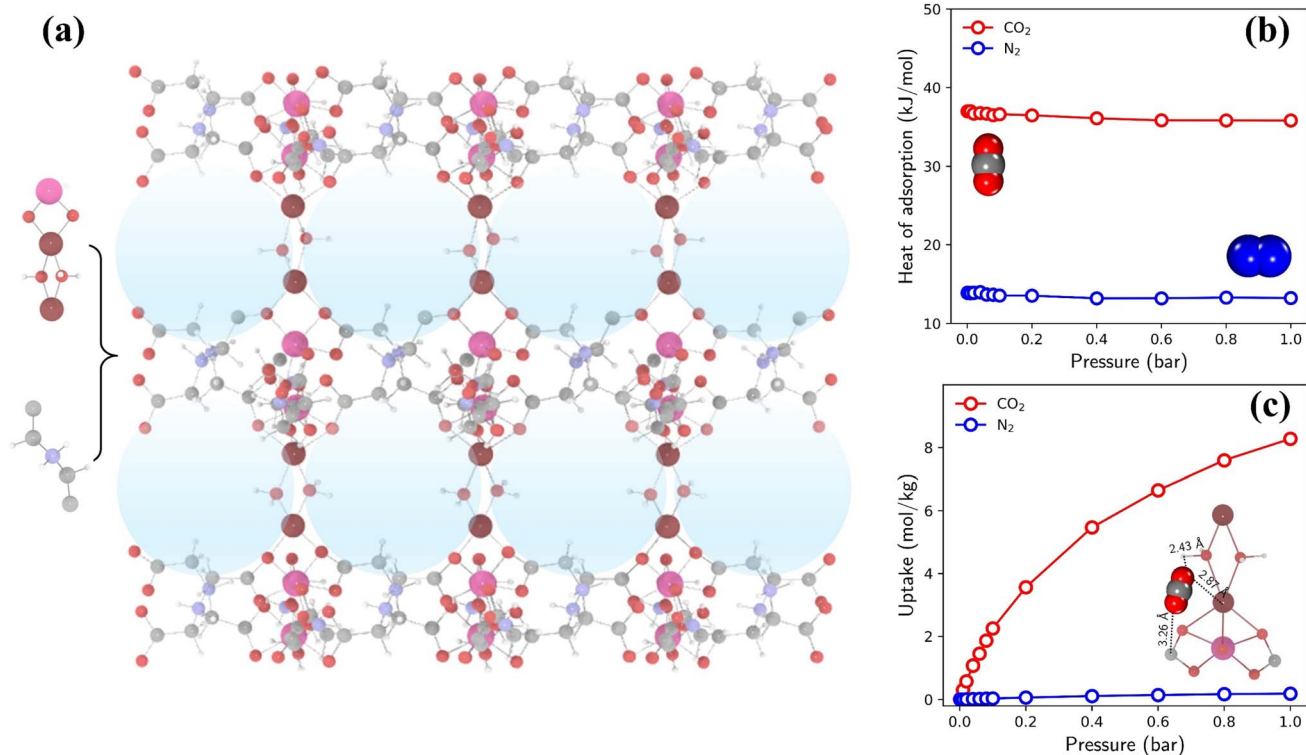 (a)
(b)
CO₂
N₂
50
40
30
20
10
Heat of adsorption (kJ/mol)
0.0 0.2 0.4 0.6 0.8 1.0
Pressure (bar)
(c)
CO₂
N₂
8
6
4
2
0
Uptake (mol/kg)
2.43 Å
2.87 Å
3.26 Å
0.0 0.2 0.4 0.6 0.8 1.0
Pressure (bar)